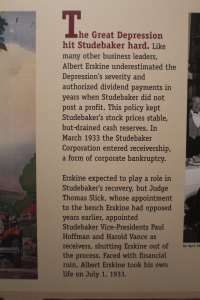 The Great Depression
hit Studebaker hard. Like
many other business leaders,
Albert Erskine underestimated the
Depression's severity and
authorized dividend payments in
years when Studebaker did not
post a profit. This policy kept
Studebaker's stock prices stable,
but drained cash reserves. In
March 1933 the Studebaker
Corporation entered receivership,
a form of corporate bankruptcy.
Erskine expected to play a role in
Studebaker's recovery, but Judge
Thomas Slick, whose appointment
to the bench Erskine had opposed
years earlier, appointed
Studebaker Vice-Presidents Paul
Hoffman and Harold Vance as
receivers, shutting Erskine out of
the process. Faced with financial
ruin, Albert Erskine took his own
life on July 1, 1933.